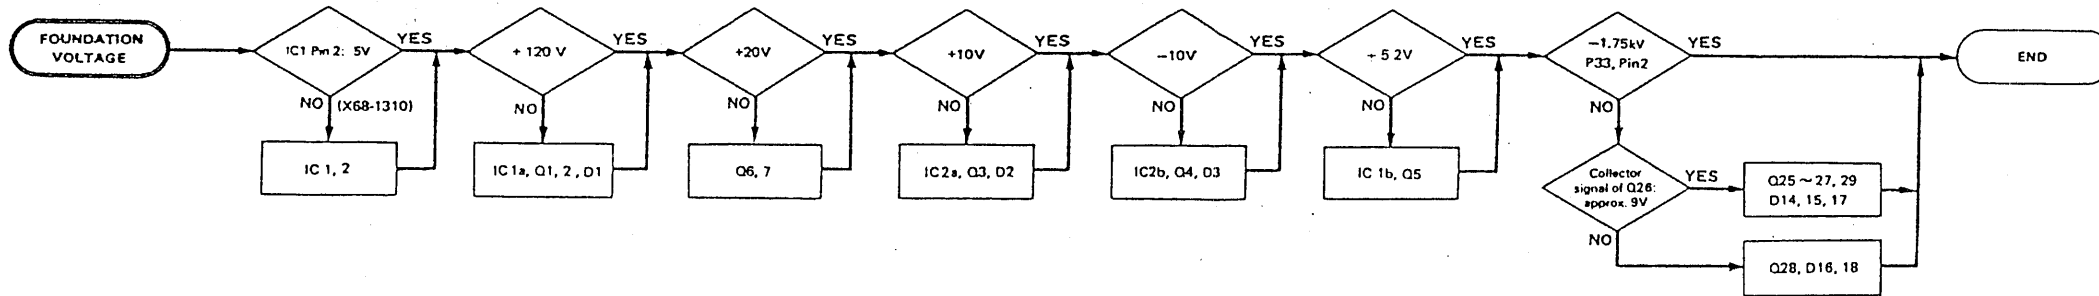 FOUNDATION
VOLTAGE
IC1 Pin 2: 5V
YES
NO
(X68-1310)
IC 1, 2
+ 120 V
YES
NO
IC 1a, Q1, 2, D1
+20V
YES
NO
Q6, 7
+10V
YES
NO
IC2a, Q3, D2
-10V
YES
NO
IC2b, Q4, D3
+ 5.2V
YES
NO
IC 1b, Q5
-1.75kV
P33, Pin2
YES
NO
Collector
signal of Q26:
approx. 9V
YES
Q25 ~ 27, 29
D14, 15, 17
NO
Q28, D16, 18
END